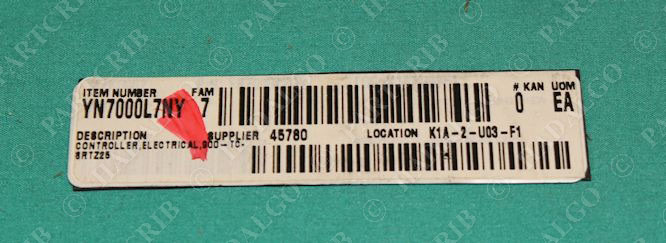 ITEM NUMBER FAM # KAN UOM
YN7000L7NY 7 0 EA
DESCRIPTION SUPPLIER 45780 LOCATION K1A-2-U03-F1
CONTROLLER,ELECTRICAL,900-TC-
8RTZ25